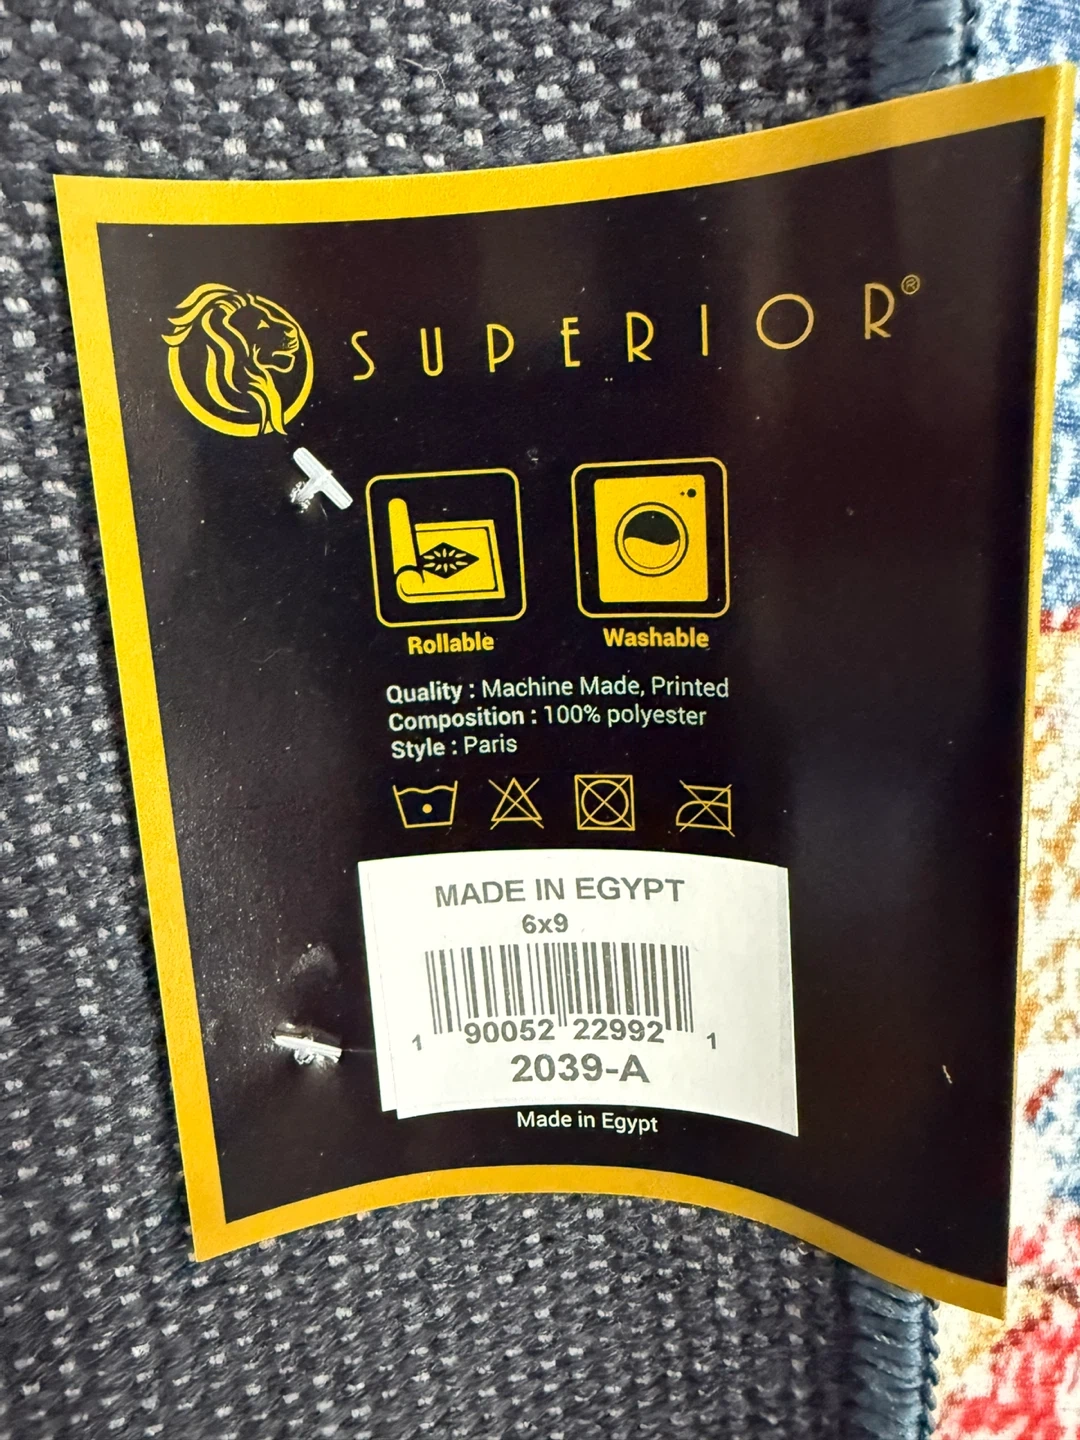 SUPERIOR®
Rollable
Washable
Quality : Machine Made, Printed
Composition : 100% polyester
Style : Paris
MADE IN EGYPT
6x9
1 90052 22992 1
2039-A
Made in Egypt